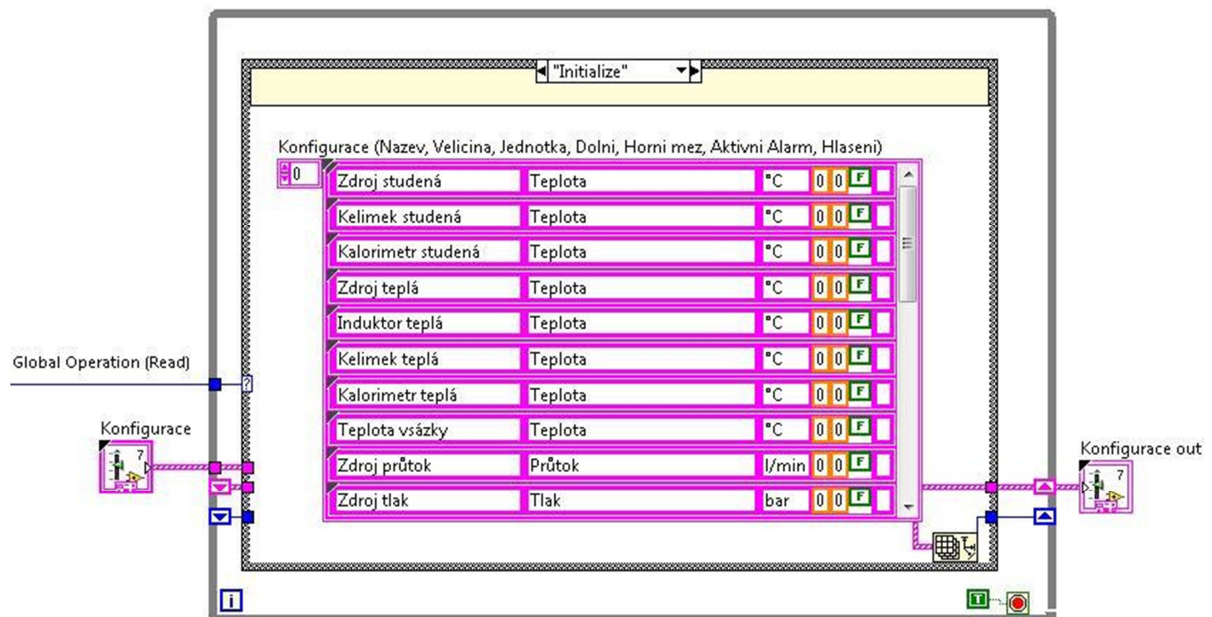 "Initialize"
Konfigurace (Nazev, Velicina, Jednotka, Dolni, Horni mez, Aktivni Alarm, Hlaseni)
0
Zdroj studená Teplota °C 0 0 F
Kelimek studená Teplota °C 0 0 F
Kalorimetr studená Teplota °C 0 0 F
Zdroj teplá Teplota °C 0 0 F
Induktor teplá Teplota °C 0 0 F
Global Operation (Read)
?
Kelimek teplá Teplota °C 0 0 F
Kalorimetr teplá Teplota °C 0 0 F
Konfigurace
7
Teplota vsázky Teplota °C 0 0 F
Zdroj průtok Průtok l/min 0 0 F
Zdroj tlak Tlak bar 0 0 F
Konfigurace out
7
i
T